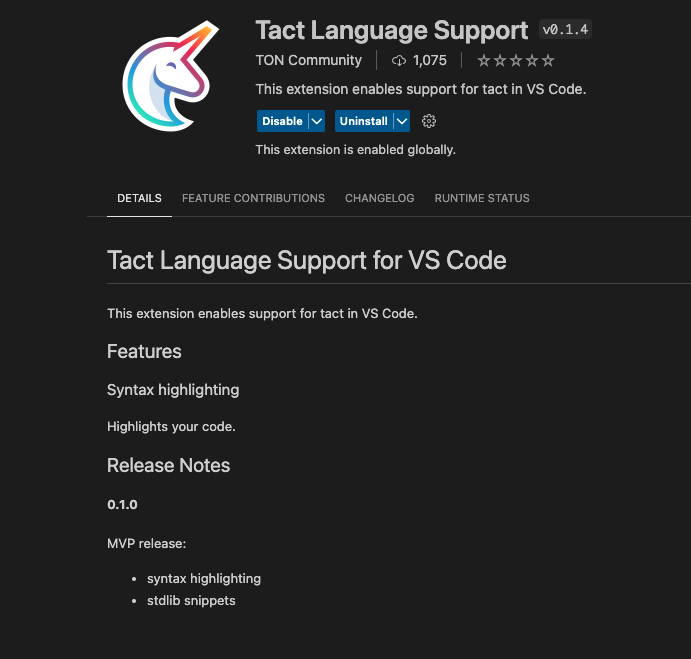 Tact Language Support v0.1.4
TON Community 1,075
This extension enables support for tact in VS Code.
Disable Uninstall
This extension is enabled globally.
DETAILS FEATURE CONTRIBUTIONS CHANGELOG RUNTIME STATUS
Tact Language Support for VS Code
This extension enables support for tact in VS Code.
Features
Syntax highlighting
Highlights your code.
Release Notes
0.1.0
MVP release:
• syntax highlighting
• stdlib snippets